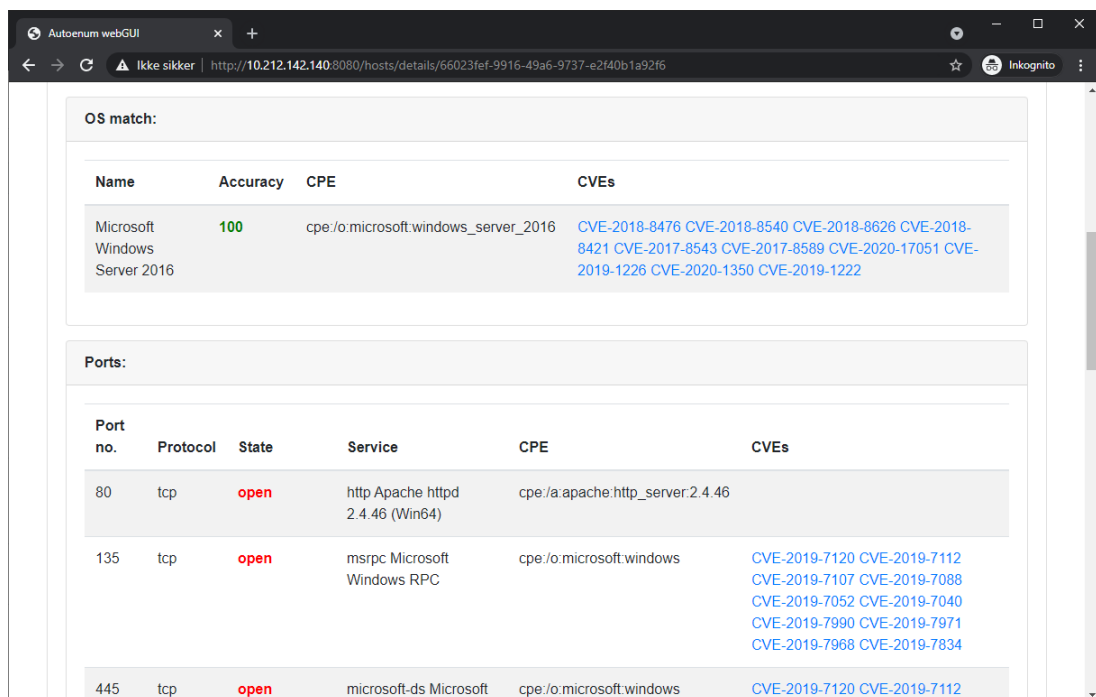 Autoenum webGUI
Ikke sikker | http://10.212.142.140:8080/hosts/details/66023fef-9916-49a6-9737-e2f40b1a92f6
Inkognito
OS match:
Name Accuracy CPE CVEs
Microsoft 100 cpe:/o:microsoft:windows_server_2016 CVE-2018-8476 CVE-2018-8540 CVE-2018-8626 CVE-2018-
Windows 8421 CVE-2017-8543 CVE-2017-8589 CVE-2020-17051 CVE-
Server 2016 2019-1226 CVE-2020-1350 CVE-2019-1222
Ports:
Port
no. Protocol State Service CPE CVEs
80 tcp open http Apache httpd cpe:/a:apache:http_server:2.4.46
2.4.46 (Win64)
135 tcp open msrpc Microsoft cpe:/o:microsoft:windows CVE-2019-7120 CVE-2019-7112
Windows RPC CVE-2019-7107 CVE-2019-7088
CVE-2019-7052 CVE-2019-7040
CVE-2019-7990 CVE-2019-7971
CVE-2019-7968 CVE-2019-7834
445 tcp open microsoft-ds Microsoft cpe:/o:microsoft:windows CVE-2019-7120 CVE-2019-7112